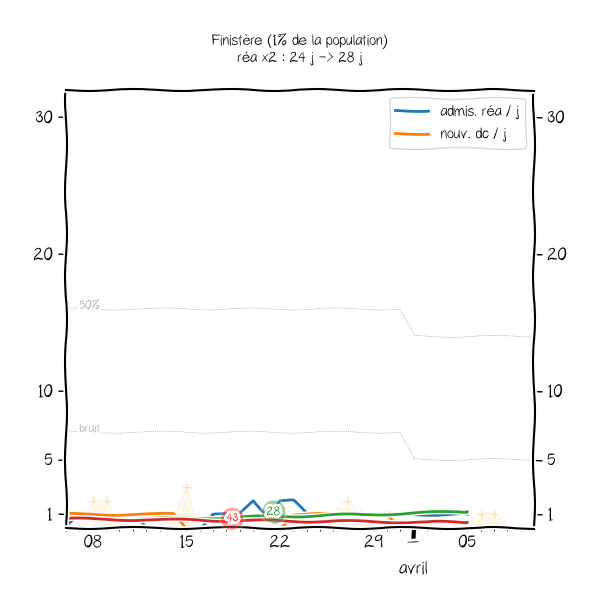 Finistère (1% de la population)
réa x2 : 24 j -> 28 j
admis. réa / j
nouv. dc / j
30 30
20 20
50%
10 10
bruit
5 5
1 43 28 1
08 15 22 29 05
avril